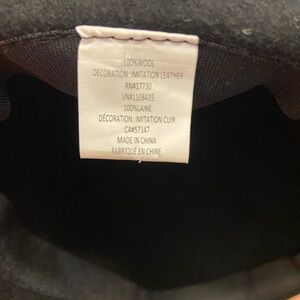 100%WOOL
DECORATION: IMITATION LEATHER
RN#17730
VN#1108435
100%LAINE
DÉCORATION: IMITATION CUIR
CA#57147
MADE IN CHINA
FABRIQUÉ EN CHINE